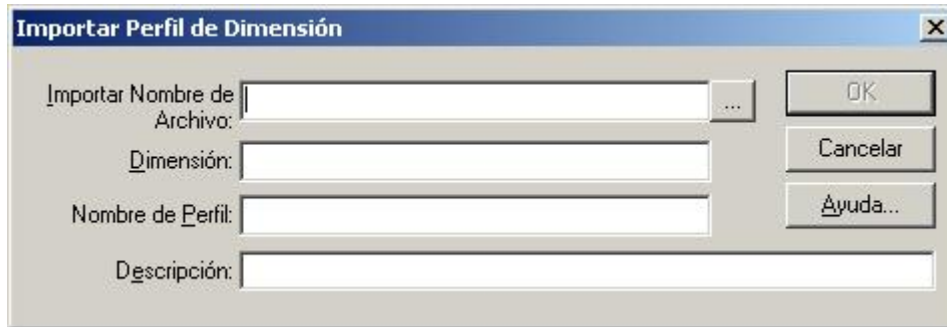 Importar Perfil de Dimensión
Importar Nombre de
Archivo:
...
OK
Dimensión:
Cancelar
Nombre de Perfil:
Ayuda...
Descripción: